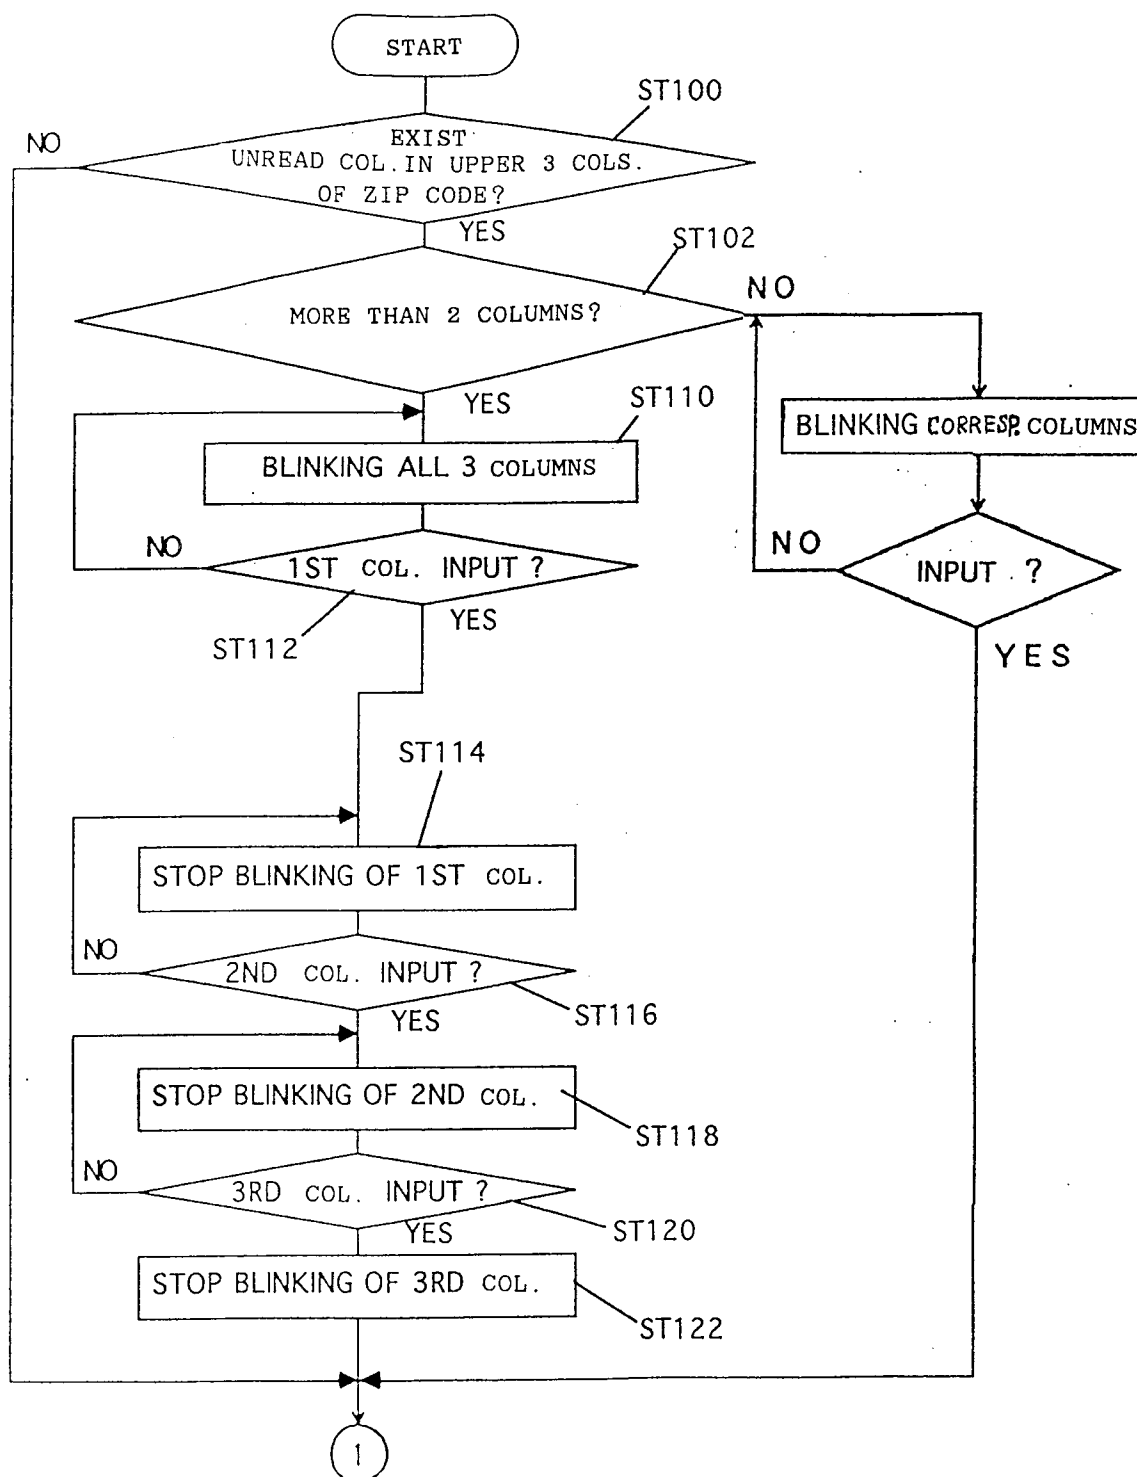 START
ST100
NO
EXIST
UNREAD COL. IN UPPER 3 COLS.
OF ZIP CODE?
YES
ST102
NO
MORE THAN 2 COLUMNS?
YES
ST110
BLINKING CORRESP. COLUMNS
BLINKING ALL 3 COLUMNS
NO
NO
1ST COL. INPUT ?
INPUT ?
YES
ST112
YES
ST114
STOP BLINKING OF 1ST COL.
NO
2ND COL. INPUT ?
ST116
YES
STOP BLINKING OF 2ND COL.
ST118
NO
3RD COL. INPUT ?
ST120
YES
STOP BLINKING OF 3RD COL.
ST122
1